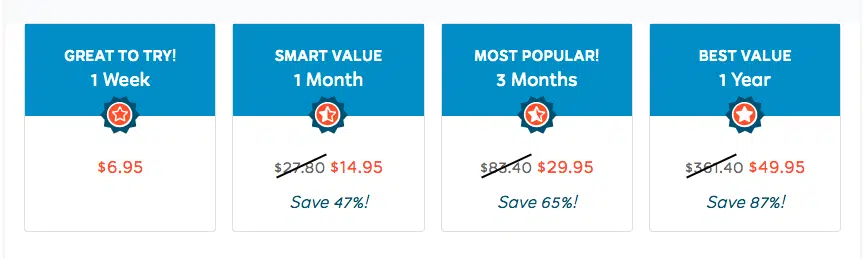 GREAT TO TRY!
1 Week
$6.95
SMART VALUE
1 Month
$27.80 $14.95
Save 47%!
MOST POPULAR!
3 Months
$83.40 $29.95
Save 65%!
BEST VALUE
1 Year
$361.40 $49.95
Save 87%!